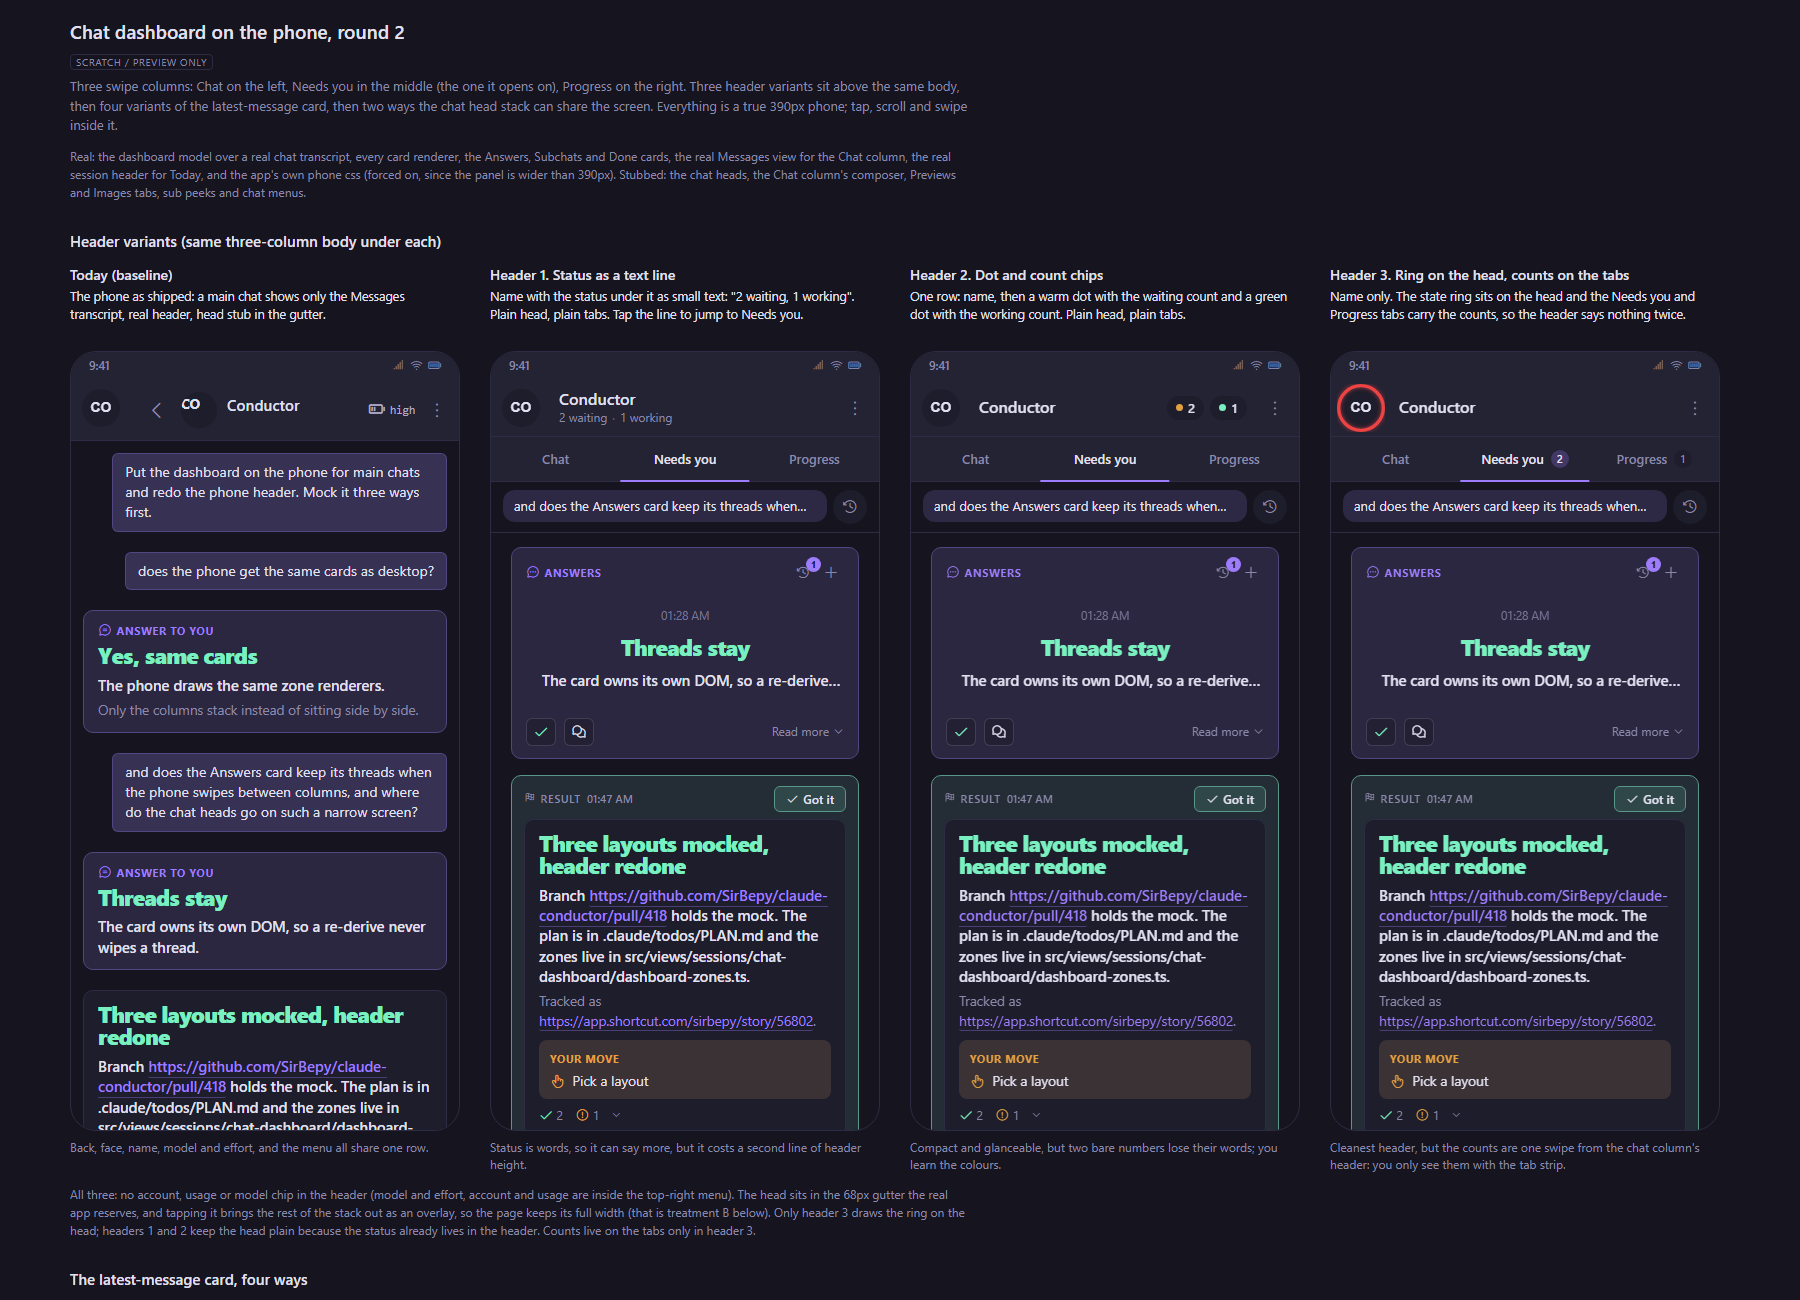 Chat dashboard on the phone, round 2
SCRATCH / PREVIEW ONLY
Three swipe columns: Chat on the left, Needs you in the middle (the one it opens on), Progress on the right. Three header variants sit above the same body,
then four variants of the latest-message card, then two ways the chat head stack can share the screen. Everything is a true 390px phone; tap, scroll and swipe
inside it.
Real: the dashboard model over a real chat transcript, every card renderer, the Answers, Subchats and Done cards, the real Messages view for the Chat column, the real
session header for Today, and the app's own phone css (forced on, since the panel is wider than 390px). Stubbed: the chat heads, the Chat column's composer, Previews
and Images tabs, sub peeks and chat menus.
Header variants (same three-column body under each)
Today (baseline)
The phone as shipped: a main chat shows only the Messages
transcript, real header, head stub in the gutter.
9:41
CO
CO
Conductor
high
Put the dashboard on the phone for main chats
and redo the phone header. Mock it three ways
first.
does the phone get the same cards as desktop?
ANSWER TO YOU
Yes, same cards
The phone draws the same zone renderers.
Only the columns stack instead of sitting side by side.
and does the Answers card keep its threads when
the phone swipes between columns, and where
do the chat heads go on such a narrow screen?
ANSWER TO YOU
Threads stay
The card owns its own DOM, so a re-derive never
wipes a thread.
Three layouts mocked, header
redone
Branch https://github.com/SirBepy/claude-
conductor/pull/418 holds the mock. The plan is in
.claude/todos/PLAN.md and the zones live in
src/views/sessions/chat-dashboard/dashboard-
Back, face, name, model and effort, and the menu all share one row.
Header 1. Status as a text line
Name with the status under it as small text: "2 waiting, 1 working".
Plain head, plain tabs. Tap the line to jump to Needs you.
9:41
CO
Conductor
2 waiting · 1 working
Chat
Needs you
Progress
and does the Answers card keep its threads when...
ANSWERS
1
01:28 AM
Threads stay
The card owns its own DOM, so a re-derive...
Read more
RESULT 01:47 AM
Got it
Three layouts mocked,
header redone
Branch https://github.com/SirBepy/claude-
conductor/pull/418 holds the mock. The
plan is in .claude/todos/PLAN.md and the
zones live in src/views/sessions/chat-
dashboard/dashboard-zones.ts.
Tracked as
https://app.shortcut.com/sirbepy/story/56802.
YOUR MOVE
Pick a layout
2
1
Status is words, so it can say more, but it costs a second line of header
height.
Header 2. Dot and count chips
One row: name, then a warm dot with the waiting count and a green
dot with the working count. Plain head, plain tabs.
9:41
CO
Conductor
2
1
Chat
Needs you
Progress
and does the Answers card keep its threads when...
ANSWERS
1
01:28 AM
Threads stay
The card owns its own DOM, so a re-derive...
Read more
RESULT 01:47 AM
Got it
Three layouts mocked,
header redone
Branch https://github.com/SirBepy/claude-
conductor/pull/418 holds the mock. The
plan is in .claude/todos/PLAN.md and the
zones live in src/views/sessions/chat-
dashboard/dashboard-zones.ts.
Tracked as
https://app.shortcut.com/sirbepy/story/56802.
YOUR MOVE
Pick a layout
2
1
Compact and glanceable, but two bare numbers lose their words; you
learn the colours.
Header 3. Ring on the head, counts on the tabs
Name only. The state ring sits on the head and the Needs you and
Progress tabs carry the counts, so the header says nothing twice.
9:41
CO
Conductor
Chat
Needs you 2
Progress 1
and does the Answers card keep its threads when...
ANSWERS
1
01:28 AM
Threads stay
The card owns its own DOM, so a re-derive...
Read more
RESULT 01:47 AM
Got it
Three layouts mocked,
header redone
Branch https://github.com/SirBepy/claude-
conductor/pull/418 holds the mock. The
plan is in .claude/todos/PLAN.md and the
zones live in src/views/sessions/chat-
dashboard/dashboard-zones.ts.
Tracked as
https://app.shortcut.com/sirbepy/story/56802.
YOUR MOVE
Pick a layout
2
1
Cleanest header, but the counts are one swipe from the chat column's
header: you only see them with the tab strip.
All three: no account, usage or model chip in the header (model and effort, account and usage are inside the top-right menu). The head sits in the 68px gutter the real
app reserves, and tapping it brings the rest of the stack out as an overlay, so the page keeps its full width (that is treatment B below). Only header 3 draws the ring on the
head; headers 1 and 2 keep the head plain because the status already lives in the header. Counts live on the tabs only in header 3.
The latest-message card, four ways